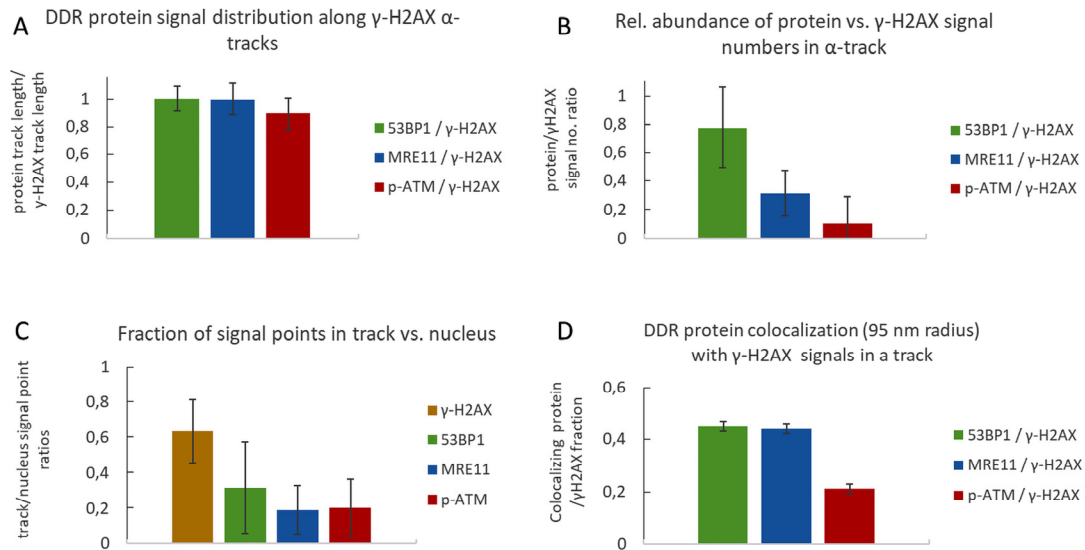 A
DDR protein signal distribution along γ-H2AX α-
tracks
protein track length/
γ-H2AX track length
1
0,8
0,6
0,4
0,2
0
53BP1 / γ-H2AX
MRE11 / γ-H2AX
p-ATM / γ-H2AX
B
Rel. abundance of protein vs. γ-H2AX signal
numbers in α-track
protein/γH2AX
signal no. ratio
1
0,8
0,6
0,4
0,2
0
53BP1 / γ-H2AX
MRE11 / γ-H2AX
p-ATM / γ-H2AX
C
Fraction of signal points in track vs. nucleus
track/nucleus signal point
ratios
1
0,8
0,6
0,4
0,2
0
γ-H2AX
53BP1
MRE11
p-ATM
D
DDR protein colocalization (95 nm radius)
with γ-H2AX signals in a track
Colocalizing protein
/γH2AX fraction
0,6
0,4
0,2
0
53BP1 / γ-H2AX
MRE11 / γ-H2AX
p-ATM / γ-H2AX